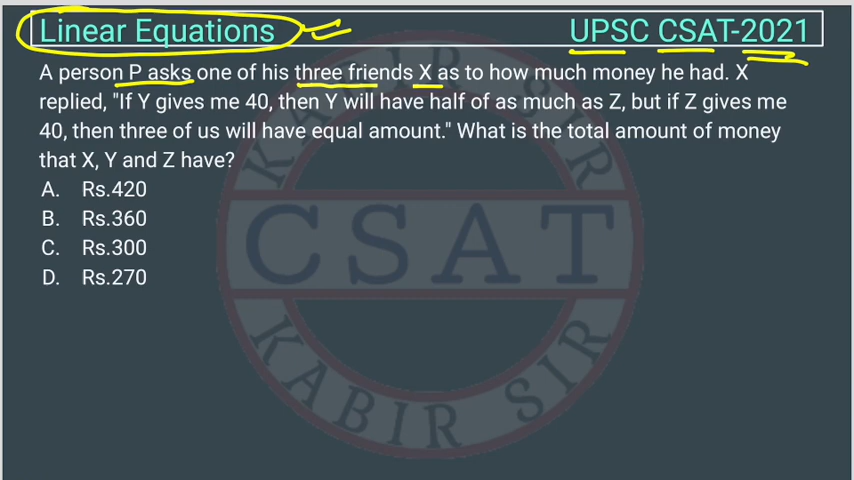 Linear Equations UPSC CSAT-2021
A person P asks one of his three friends X as to how much money he had. X
replied, "If Y gives me 40, then Y will have half of as much as Z, but if Z gives me
40, then three of us will have equal amount." What is the total amount of money
that X, Y and Z have?
A. Rs.420
B. Rs.360
C. Rs.300
D. Rs.270
KABIR SIR
CSAT
KABIR SIR